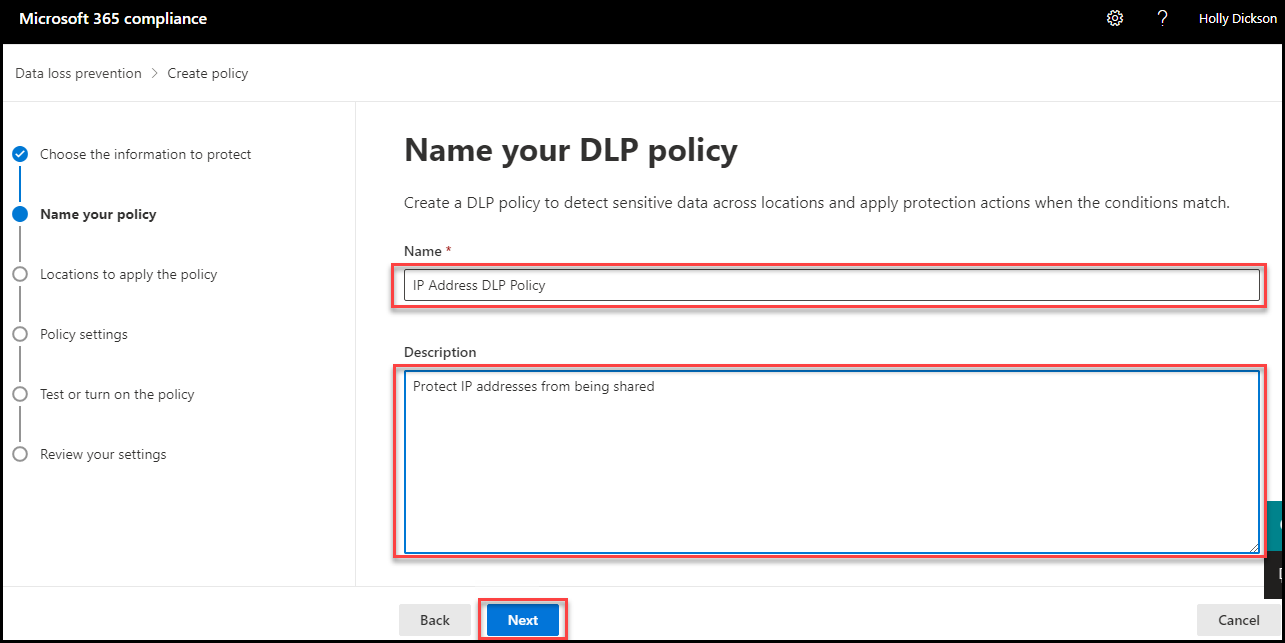 Microsoft 365 compliance
? Holly Dickson
Data loss prevention > Create policy
Choose the information to protect
Name your policy
Locations to apply the policy
Policy settings
Test or turn on the policy
Review your settings
Name your DLP policy
Create a DLP policy to detect sensitive data across locations and apply protection actions when the conditions match.
Name *
IP Address DLP Policy
Description
Protect IP addresses from being shared
Back Next Cancel